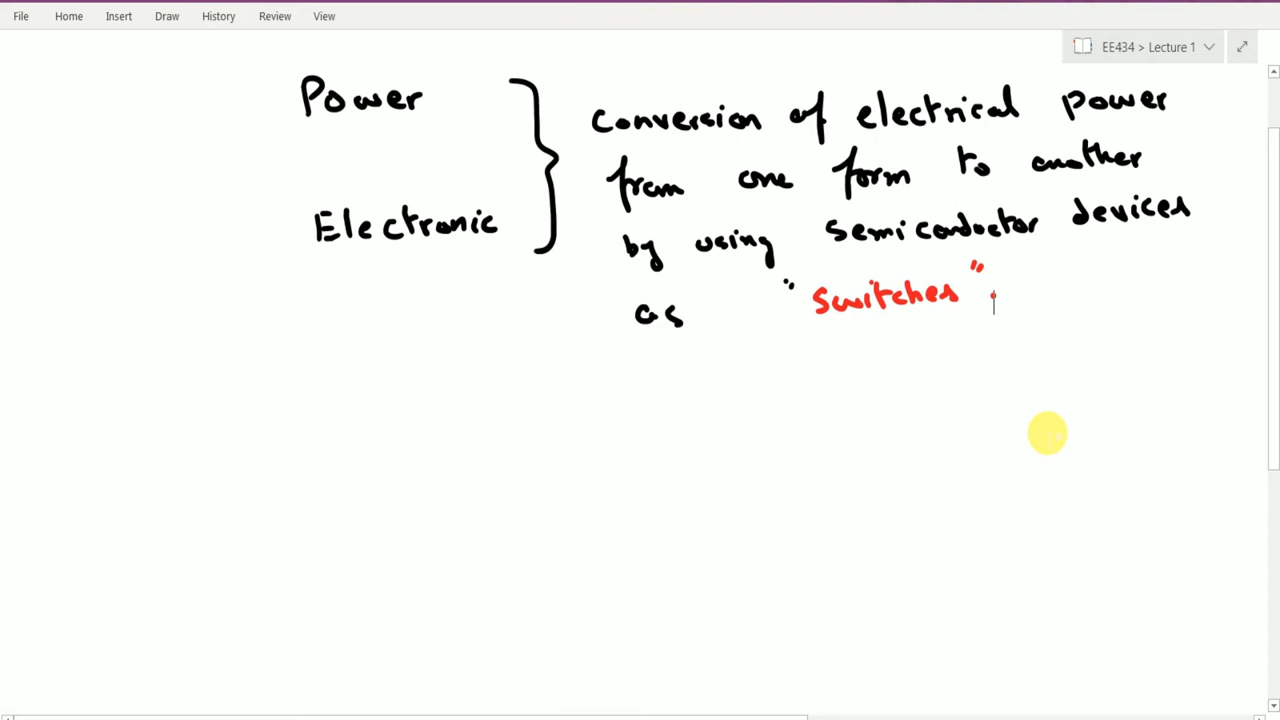 File Home Insert Draw History Review View
EE434 > Lecture 1
Power
Electronic
conversion of electrical power
from one form to another
by using semiconductor devices
as "switches".